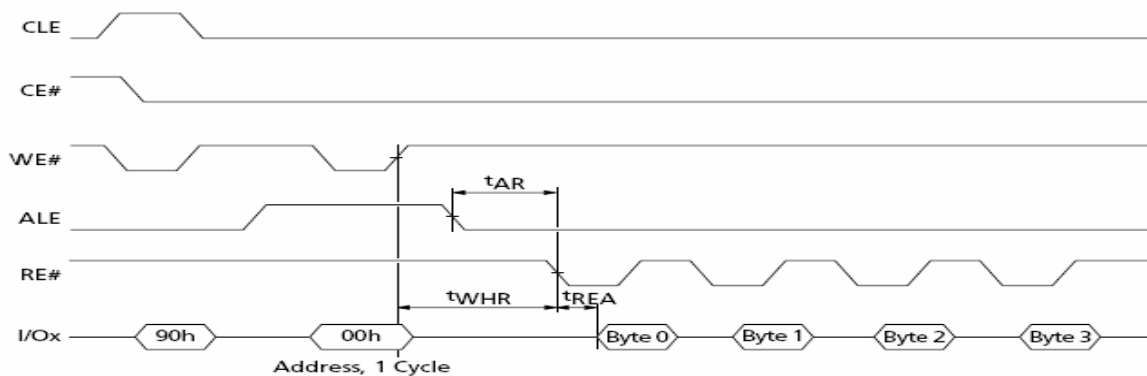 CLE
CE#
WE#
tAR
ALE
RE#
tWHR tREA
I/Ox 90h 00h Byte 0 Byte 1 Byte 2 Byte 3
Address, 1 Cycle